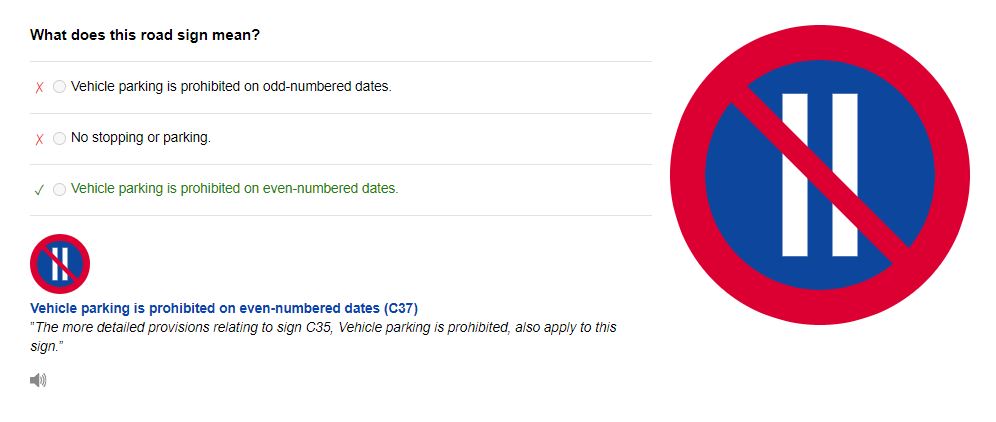 What does this road sign mean?
✗ Vehicle parking is prohibited on odd-numbered dates.
✗ No stopping or parking.
✓ Vehicle parking is prohibited on even-numbered dates.
Vehicle parking is prohibited on even-numbered dates (C37)
"The more detailed provisions relating to sign C35, Vehicle parking is prohibited, also apply to this
sign.”